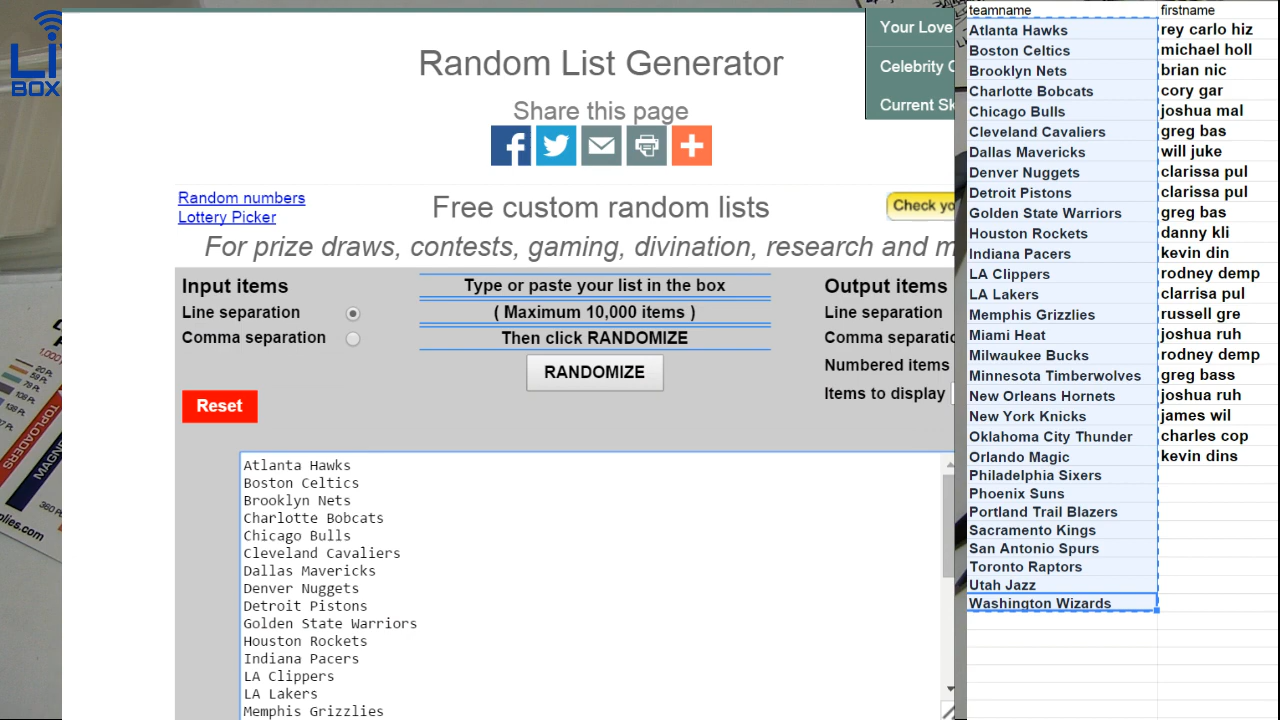 Li
BOX
Random List Generator
Share this page
Your Love
Celebrity C
Current Sk
Random numbers
Lottery Picker
Free custom random lists
Check yo
For prize draws, contests, gaming, divination, research and m
Input items
Line separation
Comma separation
Type or paste your list in the box
( Maximum 10,000 items )
Then click RANDOMIZE
RANDOMIZE
Output items
Line separation
Comma separatio
Numbered items
Items to display
Reset
Atlanta Hawks
Boston Celtics
Brooklyn Nets
Charlotte Bobcats
Chicago Bulls
Cleveland Cavaliers
Dallas Mavericks
Denver Nuggets
Detroit Pistons
Golden State Warriors
Houston Rockets
Indiana Pacers
LA Clippers
LA Lakers
Memphis Grizzlies
teamname firstname
Atlanta Hawks rey carlo hiz
Boston Celtics michael holl
Brooklyn Nets brian nic
Charlotte Bobcats cory gar
Chicago Bulls joshua mal
Cleveland Cavaliers greg bas
Dallas Mavericks will juke
Denver Nuggets clarissa pul
Detroit Pistons clarissa pul
Golden State Warriors greg bas
Houston Rockets danny kli
Indiana Pacers kevin din
LA Clippers rodney demp
LA Lakers clarrisa pul
Memphis Grizzlies russell gre
Miami Heat joshua ruh
Milwaukee Bucks rodney demp
Minnesota Timberwolves greg bass
New Orleans Hornets joshua ruh
New York Knicks james wil
Oklahoma City Thunder charles cop
Orlando Magic kevin dins
Philadelphia Sixers
Phoenix Suns
Portland Trail Blazers
Sacramento Kings
San Antonio Spurs
Toronto Raptors
Utah Jazz
Washington Wizards
TOPLOADERS
MAGN
plies.com